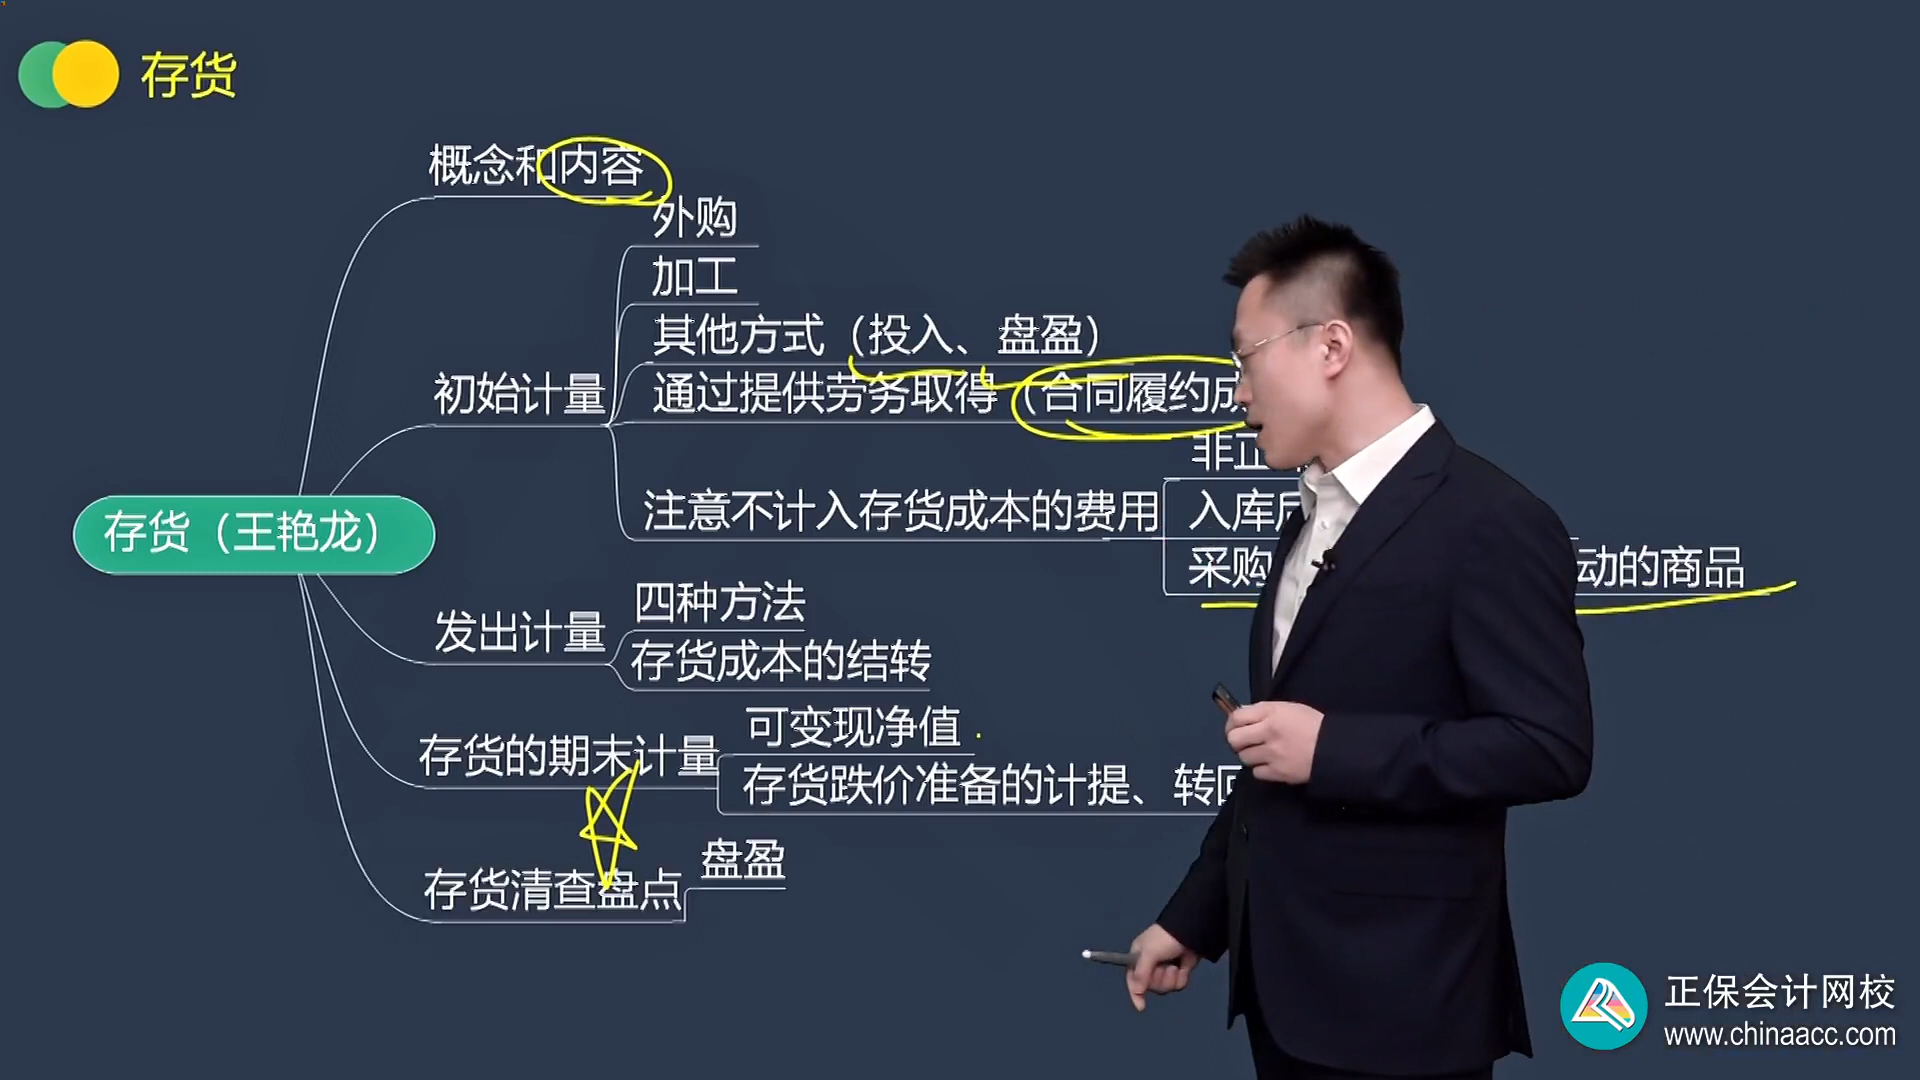 存货
概念和内容
外购
加工
其他方式（投入、盘盈）
初始计量
通过提供劳务取得（合同履约成
非正
注意不计入存货成本的费用
入库后
采购
动的商品
存货（王艳龙）
四种方法
发出计量
存货成本的结转
可变现净值
存货的期末计量
存货跌价准备的计提、转回
盘盈
存货清查盘点
正保会计网校
www.chinaacc.com